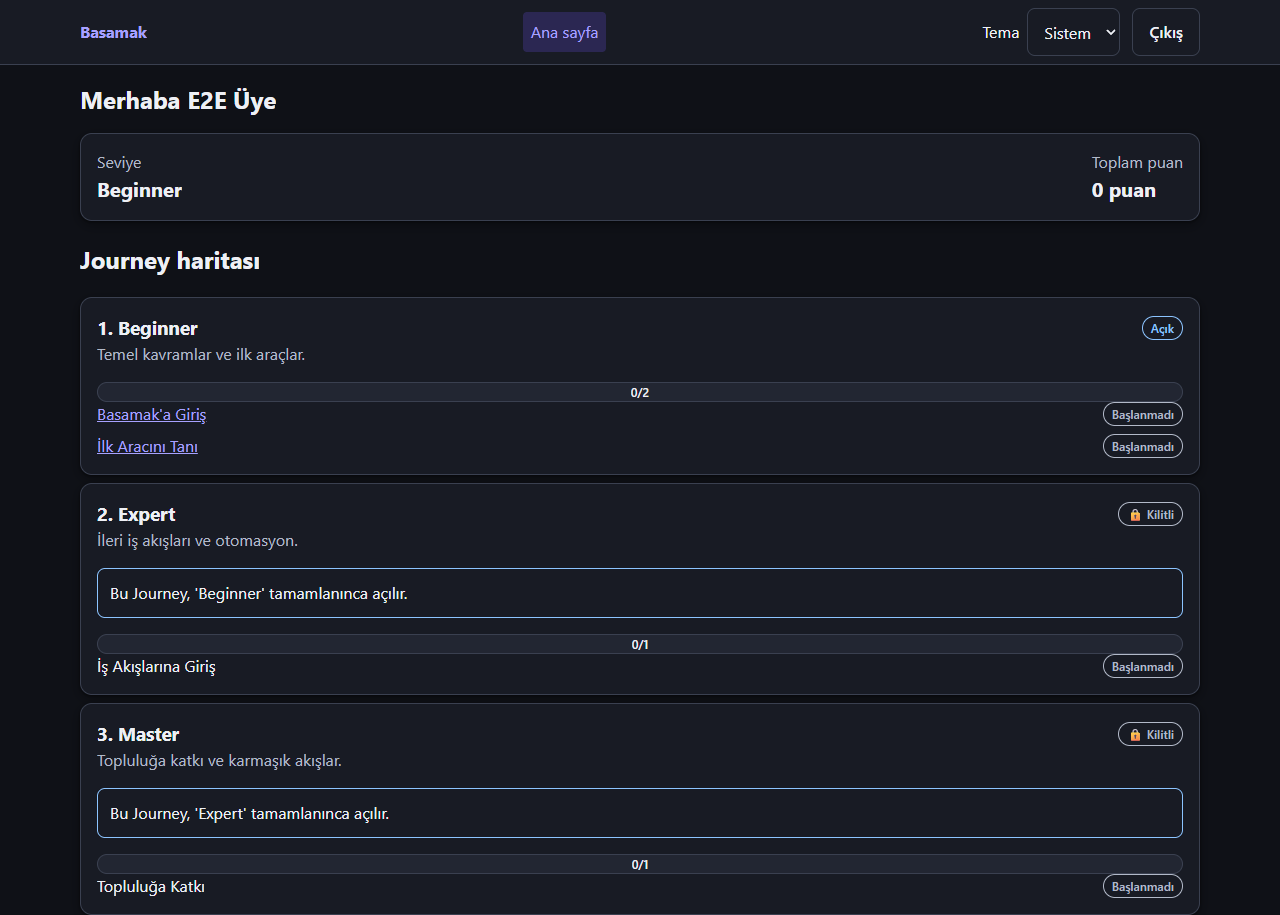 Basamak
Ana sayfa
Tema
Sistem
Çıkış
Merhaba E2E Üye
Seviye
Beginner
Toplam puan
0 puan
Journey haritası
1. Beginner
Açık
Temel kavramlar ve ilk araçlar.
0/2
Basamak'a Giriş
Başlanmadı
İlk Aracını Tanı
Başlanmadı
2. Expert
🔒 Kilitli
İleri iş akışları ve otomasyon.
Bu Journey, 'Beginner' tamamlanınca açılır.
0/1
İş Akışlarına Giriş
Başlanmadı
3. Master
🔒 Kilitli
Topluluğa katkı ve karmaşık akışlar.
Bu Journey, 'Expert' tamamlanınca açılır.
0/1
Topluluğa Katkı
Başlanmadı